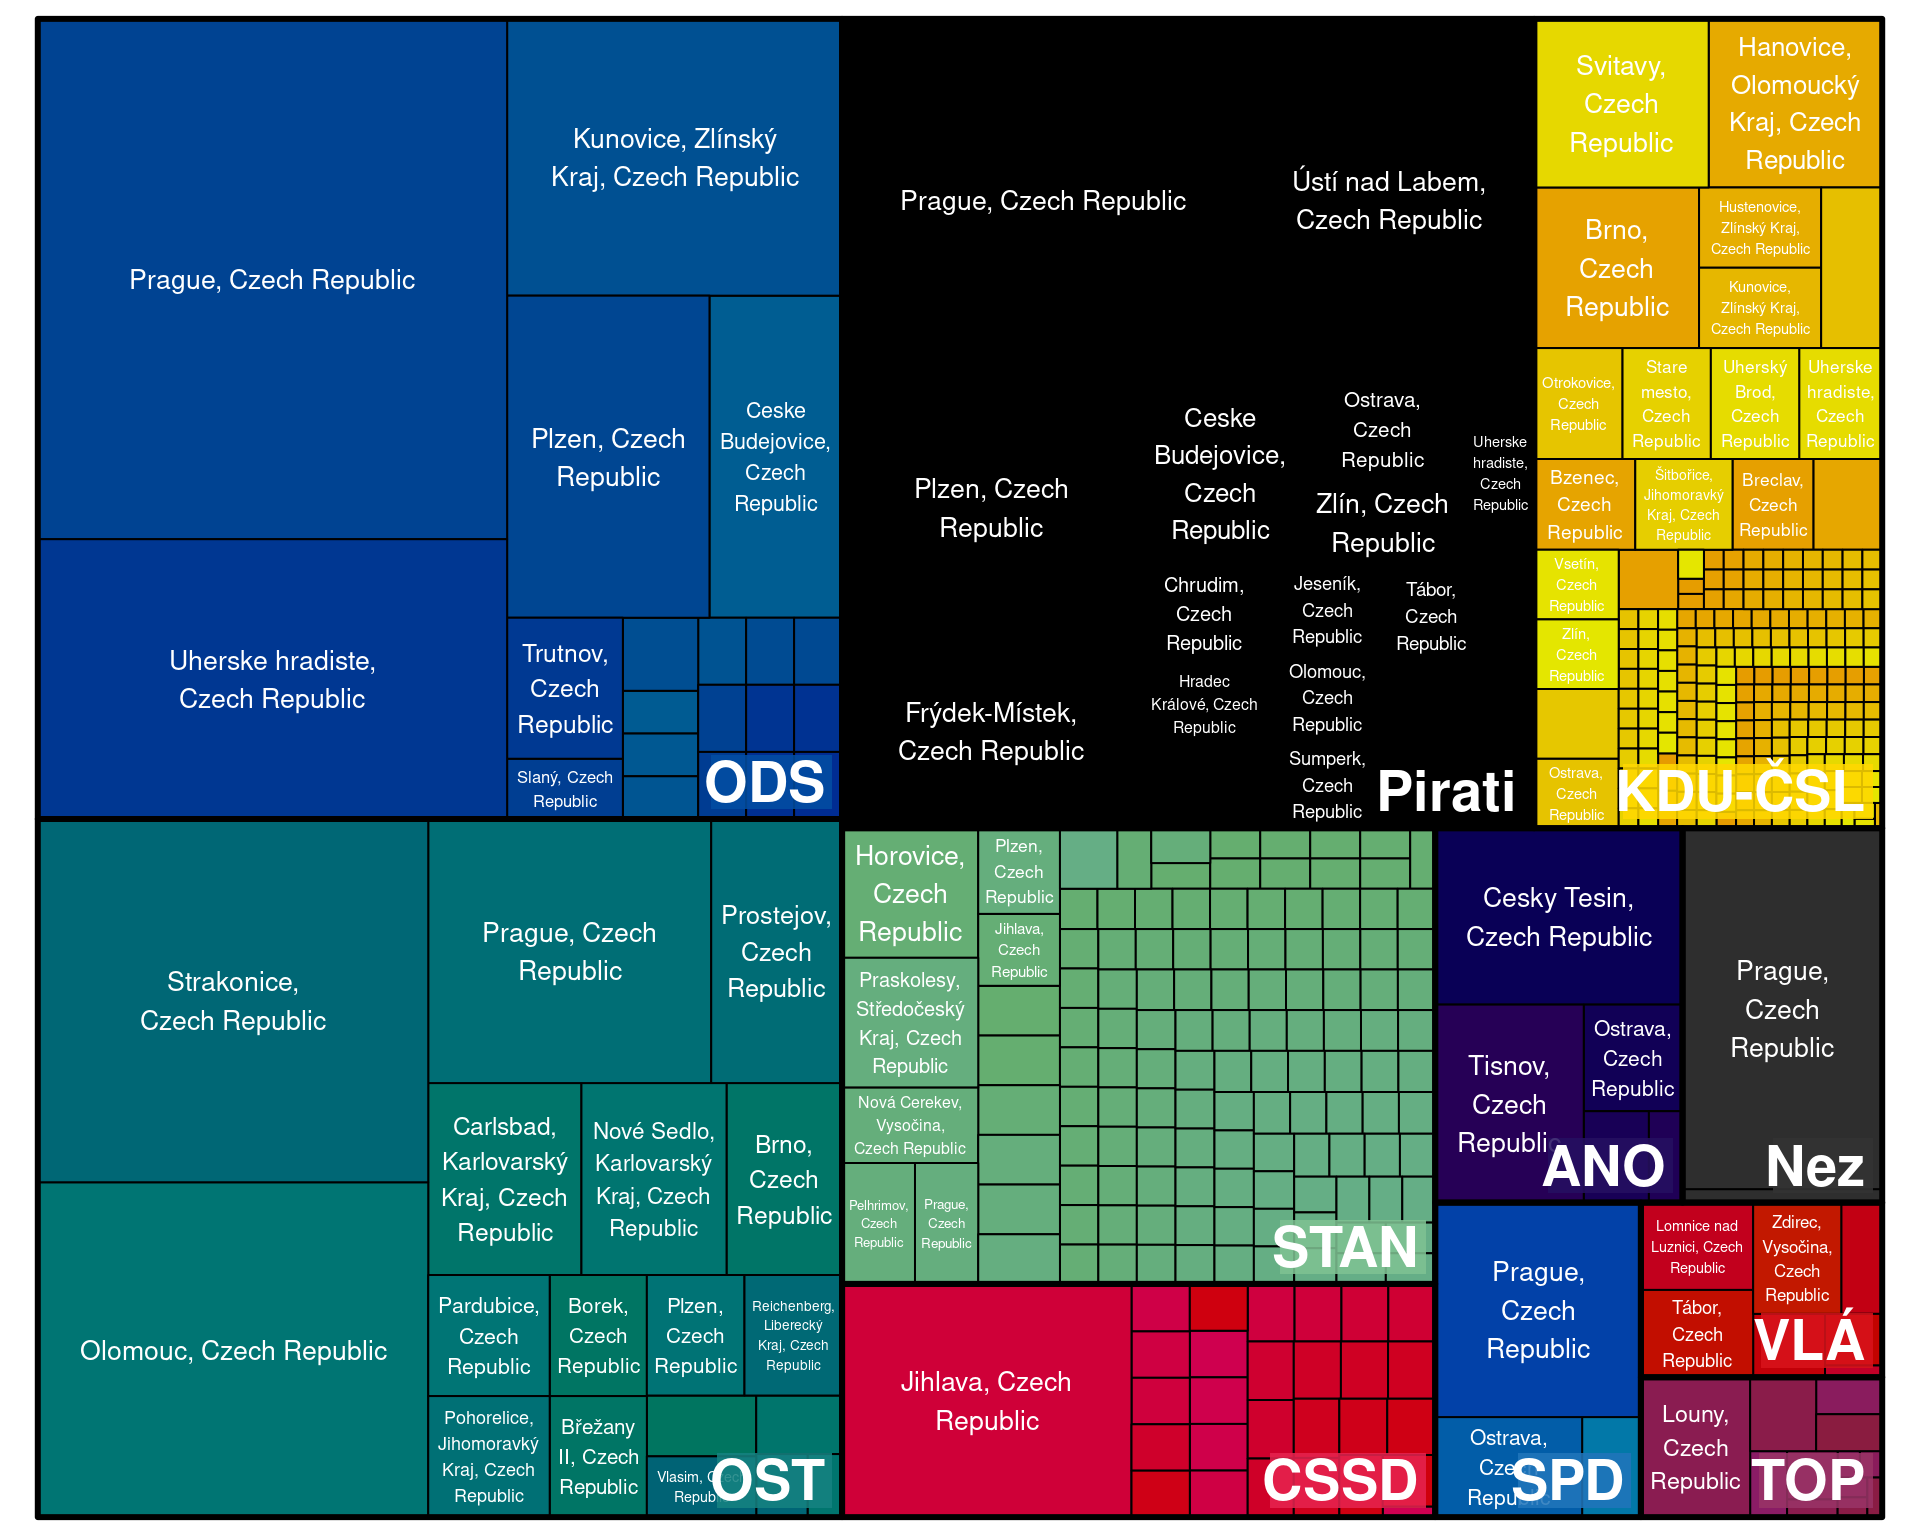 Prague, Czech Republic
Kunovice, Zlínský
Kraj, Czech Republic
Plzen, Czech
Republic
Ceske
Budejovice,
Czech
Republic
Uherske hradiste,
Czech Republic
Trutnov,
Czech
Republic
Slaný, Czech
Republic
ODS
Prague, Czech Republic
Ústí nad Labem,
Czech Republic
Plzen, Czech
Republic
Ceske
Budejovice,
Czech
Republic
Ostrava,
Czech
Republic
Uherske
hradiste,
Czech
Republic
Zlín, Czech
Republic
Frýdek-Místek,
Czech Republic
Chrudim,
Czech
Republic
Jeseník,
Czech
Republic
Tábor,
Czech
Republic
Hradec
Králové, Czech
Republic
Olomouc,
Czech
Republic
Sumperk,
Czech
Republic
Pirati
Svitavy,
Czech
Republic
Hanovice,
Olomoucký
Kraj, Czech
Republic
Brno,
Czech
Republic
Hustenovice,
Zlínský Kraj,
Czech Republic
Kunovice,
Zlínský Kraj,
Czech Republic
Otrokovice,
Czech
Republic
Stare
mesto,
Czech
Republic
Uherský
Brod,
Czech
Republic
Uherske
hradiste,
Czech
Republic
Bzenec,
Czech
Republic
Šitbořice,
Jihomoravký
Kraj, Czech
Republic
Breclav,
Czech
Republic
Vsetín,
Czech
Republic
Zlín,
Czech
Republic
Ostrava,
Czech
Republic
KDU-ČSL
Strakonice,
Czech Republic
Prague, Czech
Republic
Prostejov,
Czech
Republic
Olomouc, Czech Republic
Carlsbad,
Karlovarský
Kraj, Czech
Republic
Nové Sedlo,
Karlovarský
Kraj, Czech
Republic
Brno,
Czech
Republic
Pardubice,
Czech
Republic
Borek,
Czech
Republic
Plzen,
Czech
Republic
Reichenberg,
Liberecký
Kraj, Czech
Republic
Pohorelice,
Jihomoravký
Kraj, Czech
Republic
Břežany
II, Czech
Republic
Vlasim, Czech
Republic
OST
Horovice,
Czech
Republic
Plzen,
Czech
Republic
Jihlava,
Czech
Republic
Praskolesy,
Středočeský
Kraj, Czech
Republic
Nová Cerekev,
Vysočina,
Czech Republic
Pelhrimov,
Czech
Republic
Prague,
Czech
Republic
STAN
Jihlava, Czech
Republic
CSSD
Cesky Tesin,
Czech Republic
Tisnov,
Czech
Republic
Ostrava,
Czech
Republic
ANO
Prague,
Czech
Republic
Nez
Prague,
Czech
Republic
Ostrava,
Czech
Republic
SPD
Lomnice nad
Luznici, Czech
Republic
Zdirec,
Vysočina,
Czech
Republic
Tábor,
Czech
Republic
VLÁ
Louny,
Czech
Republic
TOP